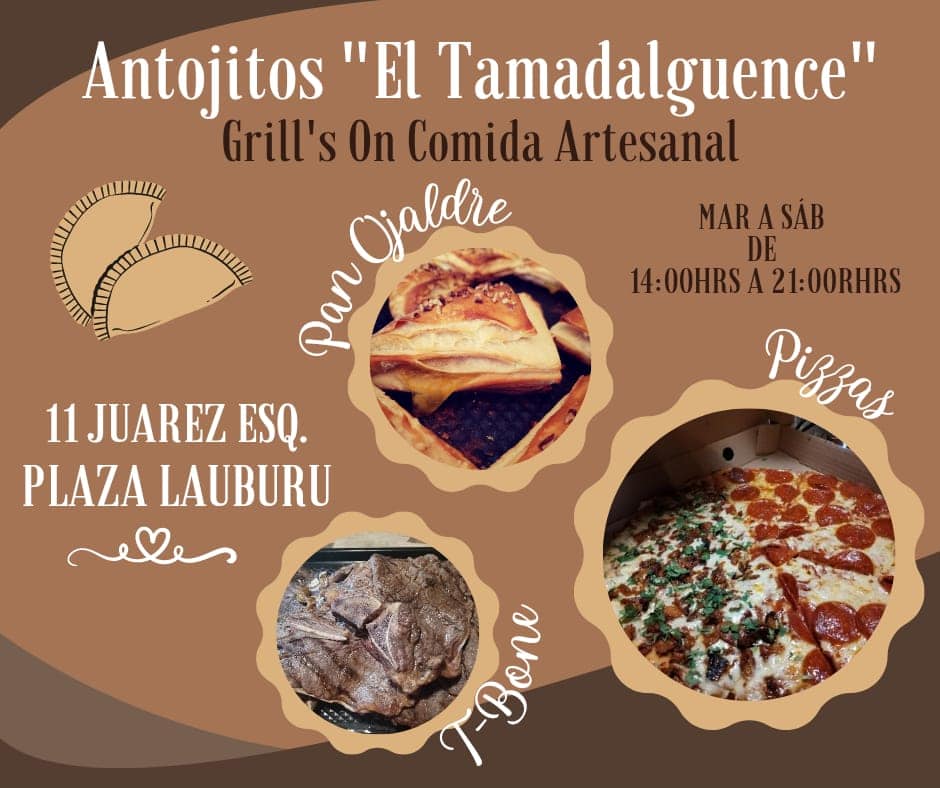 Antojitos "El Tamadalguence"
Grill's On Comida Artesanal
Pan Ojaldre
MAR A SÁB
DE
14:00HRS A 21:00RHRS
Pizzas
11 JUAREZ ESQ.
PLAZA LAUBURU
T-Bone